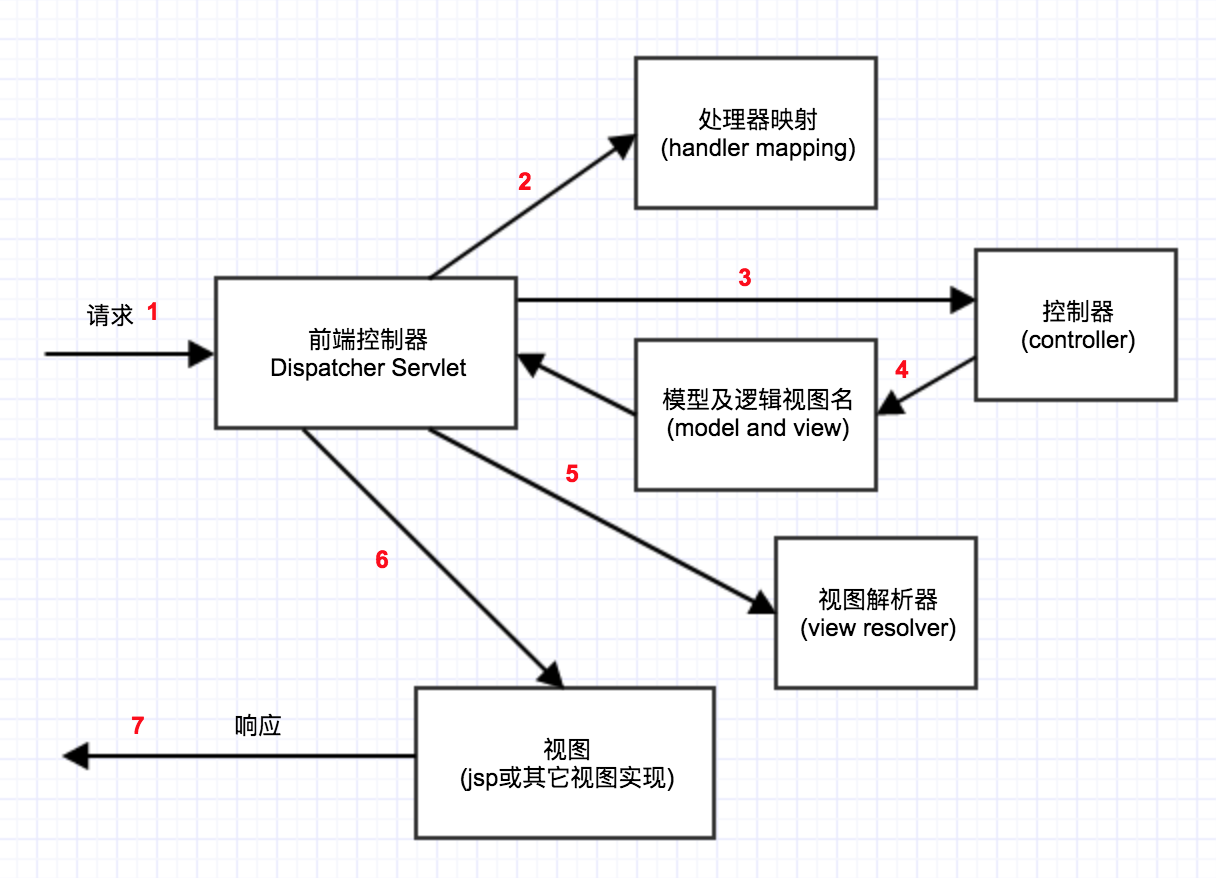 处理器映射
(handler mapping)
2
3
请求 1
前端控制器
Dispatcher Servlet
控制器
(controller)
4
模型及逻辑视图名
(model and view)
5
6
视图解析器
(view resolver)
7 响应
视图
(jsp或其它视图实现)